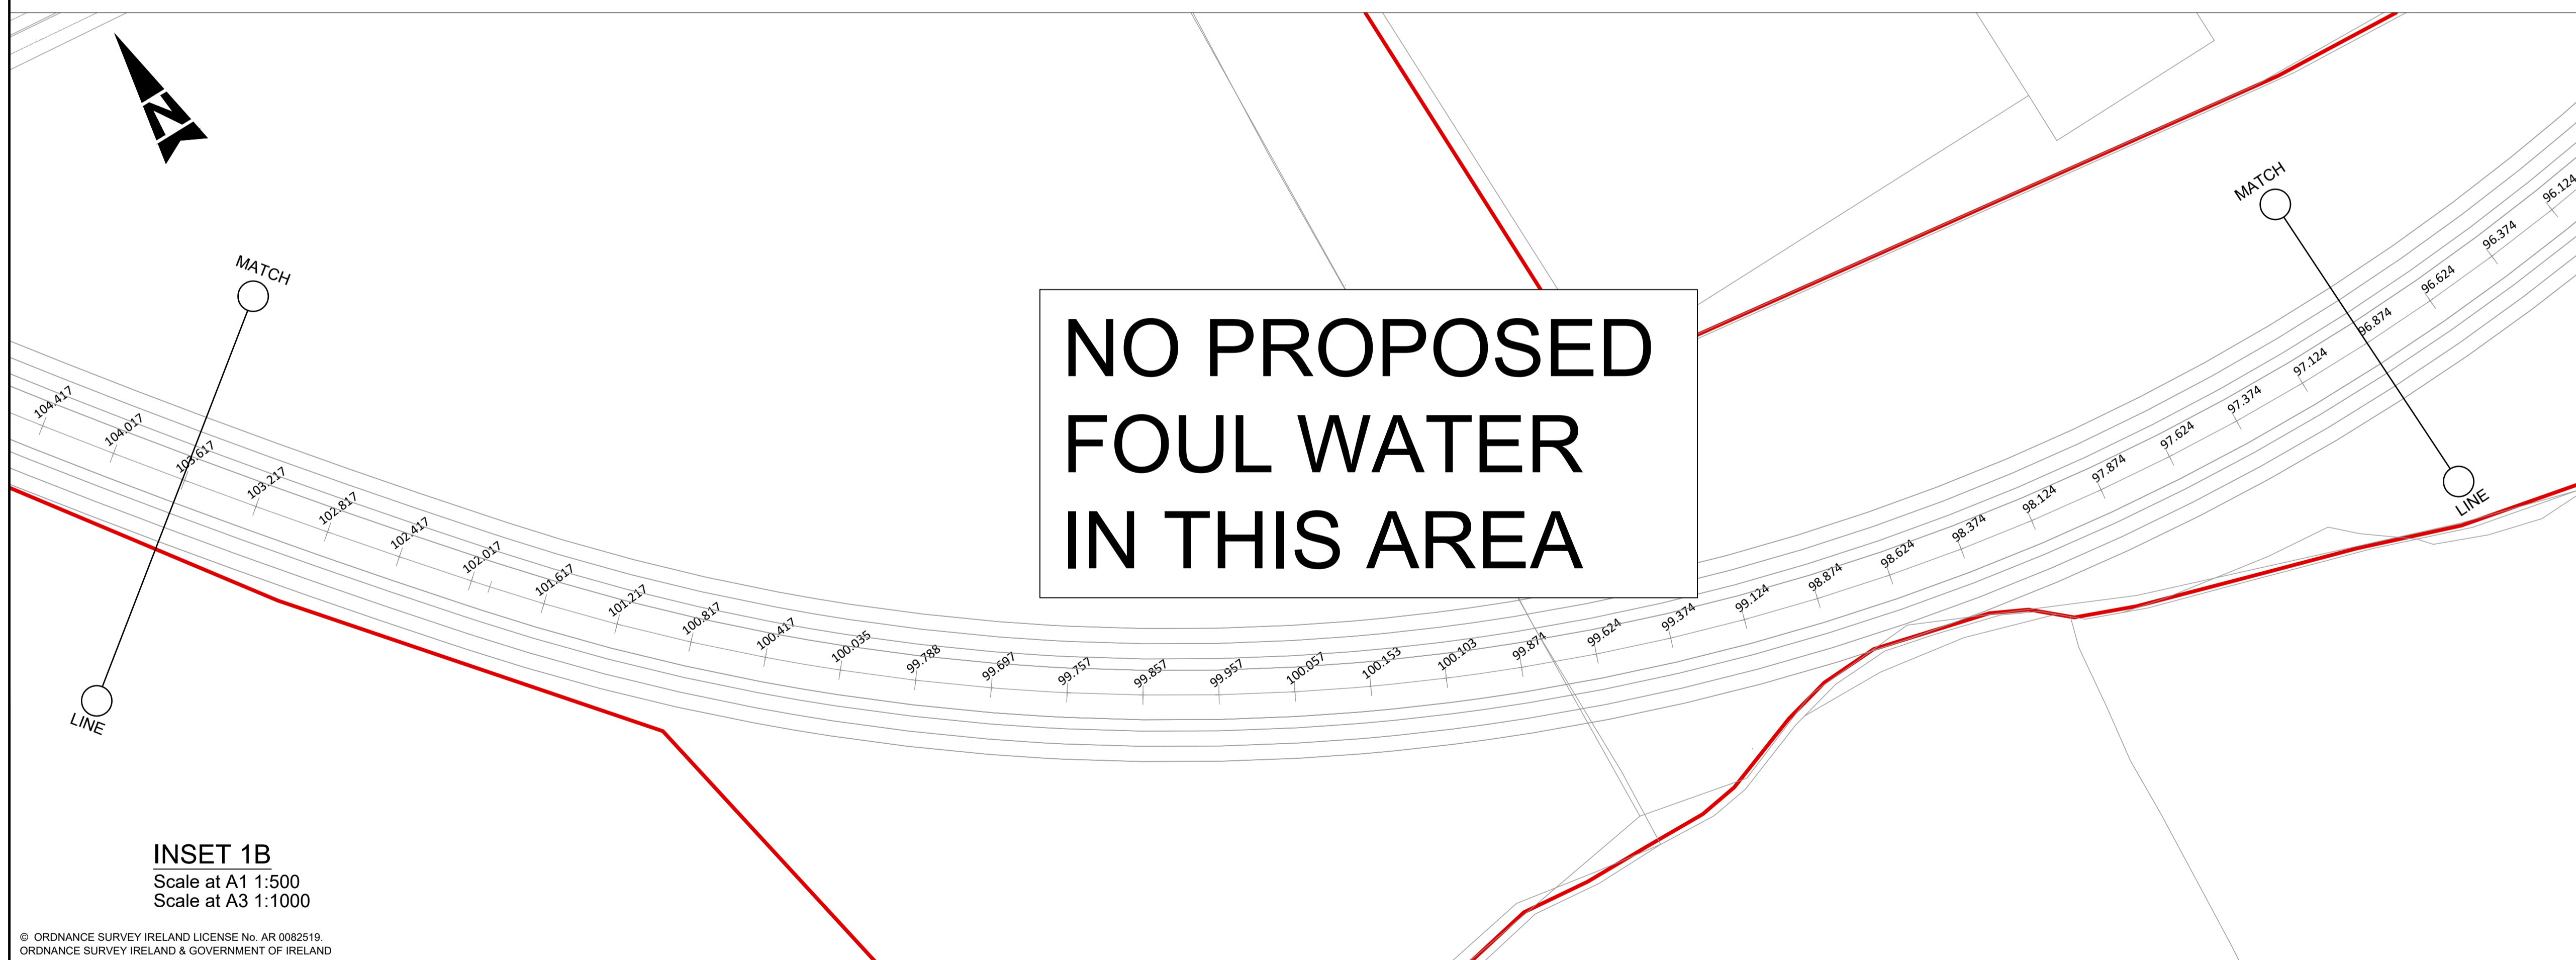 N
MATCH
MATCH
104.417
104.017
103.617
103.217
102.817
102.417
102.017
101.617
101.217
100.817
100.417
100.035
99.788
99.697
99.757
99.857
99.957
100.057
100.153
100.103
99.874
99.624
99.374
99.124
98.874
98.624
98.374
98.124
97.874
97.624
97.374
97.124
96.874
96.624
96.374
96.124
NO PROPOSED
FOUL WATER
IN THIS AREA
LINE
LINE
INSET 1B
Scale at A1 1:500
Scale at A3 1:1000
© ORDNANCE SURVEY IRELAND LICENSE No. AR 0082519.
ORDNANCE SURVEY IRELAND & GOVERNMENT OF IRELAND